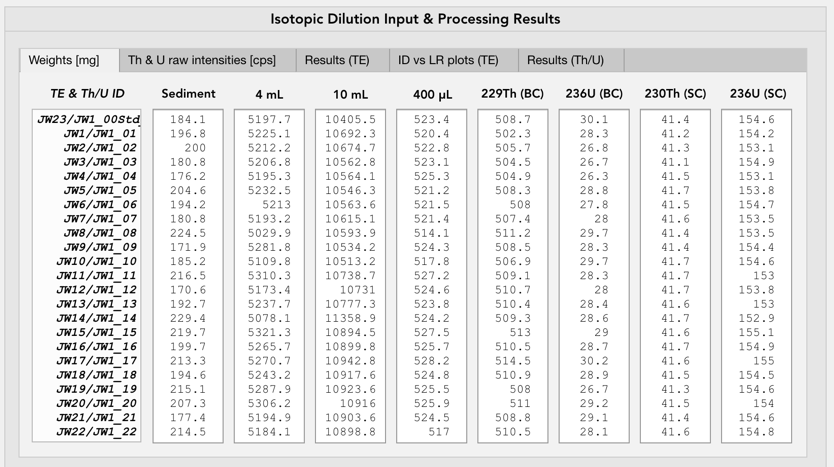 Isotopic Dilution Input & Processing Results
Weights [mg] Th & U raw intensities [cps] Results (TE) ID vs LR plots (TE) Results (Th/U)
TE & Th/U ID Sediment 4 mL 10 mL 400 µL 229Th (BC) 236U (BC) 230Th (SC) 236U (SC)
JW23/JW1_00Std 184.1 5197.7 10405.5 523.4 508.7 30.1 41.4 154.6
JW1/JW1_01 196.8 5225.1 10692.3 520.4 502.3 28.3 41.2 154.2
JW2/JW1_02 200 5212.2 10674.7 522.8 505.7 26.8 41.3 153.1
JW3/JW1_03 180.8 5206.8 10562.8 523.1 504.5 26.7 41.1 154.9
JW4/JW1_04 176.2 5195.3 10564.1 525.3 504.9 26.3 41.5 153.1
JW5/JW1_05 204.6 5232.5 10546.3 521.2 508.3 28.8 41.7 153.8
JW6/JW1_06 194.2 5213 10563.6 521.5 508 27.8 41.5 154.7
JW7/JW1_07 180.8 5193.2 10615.1 521.4 507.4 28 41.6 153.5
JW8/JW1_08 224.5 5029.9 10593.9 514.1 511.2 29.7 41.4 153.5
JW9/JW1_09 171.9 5281.8 10534.2 524.3 508.5 28.3 41.4 154.4
JW10/JW1_10 185.2 5109.8 10513.2 517.8 506.9 29.7 41.7 154.6
JW11/JW1_11 216.5 5310.3 10738.7 527.2 509.1 28.3 41.7 153
JW12/JW1_12 170.6 5173.4 10731 524.6 510.7 28 41.7 153.8
JW13/JW1_13 192.7 5237.7 10777.3 523.8 510.4 28.4 41.6 153
JW14/JW1_14 229.4 5078.1 11358.9 524.2 509.3 28.6 41.7 152.9
JW15/JW1_15 219.7 5321.3 10894.5 527.5 513 29 41.6 155.1
JW16/JW1_16 199.7 5265.7 10899.8 525.7 510.5 28.7 41.7 154.9
JW17/JW1_17 213.3 5270.7 10942.8 528.2 514.5 30.2 41.6 155
JW18/JW1_18 194.6 5243.2 10917.6 524.8 510.9 28.9 41.5 154.5
JW19/JW1_19 215.1 5287.9 10923.6 525.5 508 26.7 41.3 154.6
JW20/JW1_20 207.3 5306.2 10916 525.9 511 29.2 41.5 154
JW21/JW1_21 177.4 5194.9 10903.6 524.5 508.8 29.1 41.4 154.6
JW22/JW1_22 214.5 5184.1 10898.8 517 510.5 28.1 41.6 154.8